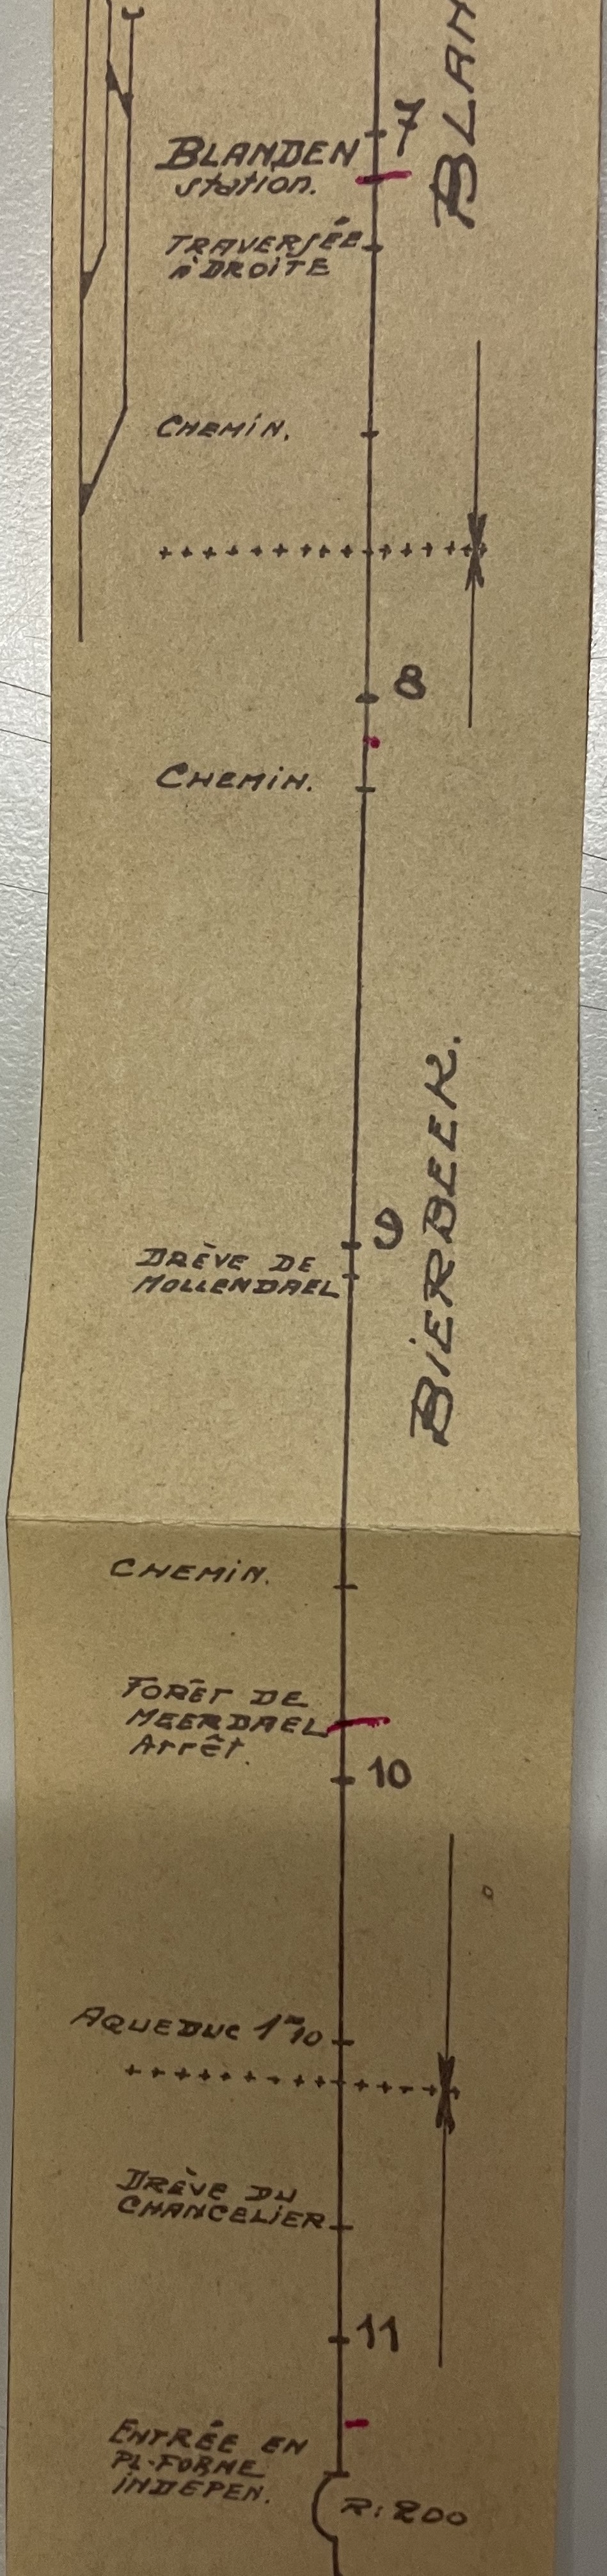 7
BLANDEN
station.
TRAVERSÉE
À DROITE
BLAN
CHEMIN.
8
CHEMIN.
9
DRÈVE DE
MOLLENDAEL
BIERBEEK.
CHEMIN.
FORÊT DE
MEERDAEL
Arrêt.
10
AQUEDUC 1m10
DRÈVE DU
CHANCELIER
11
ENTRÉE EN
PL-FORME
INDEPEN.
R: 200